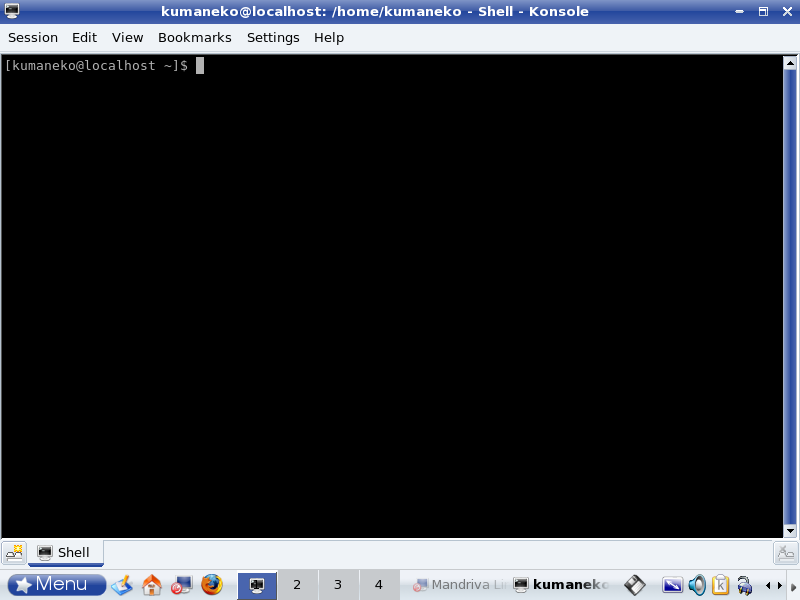 kumaneko@localhost: /home/kumaneko - Shell - Konsole
Session Edit View Bookmarks Settings Help
[kumaneko@localhost ~]$
Shell
Menu 2 3 4 Mandriva Li kumaneko